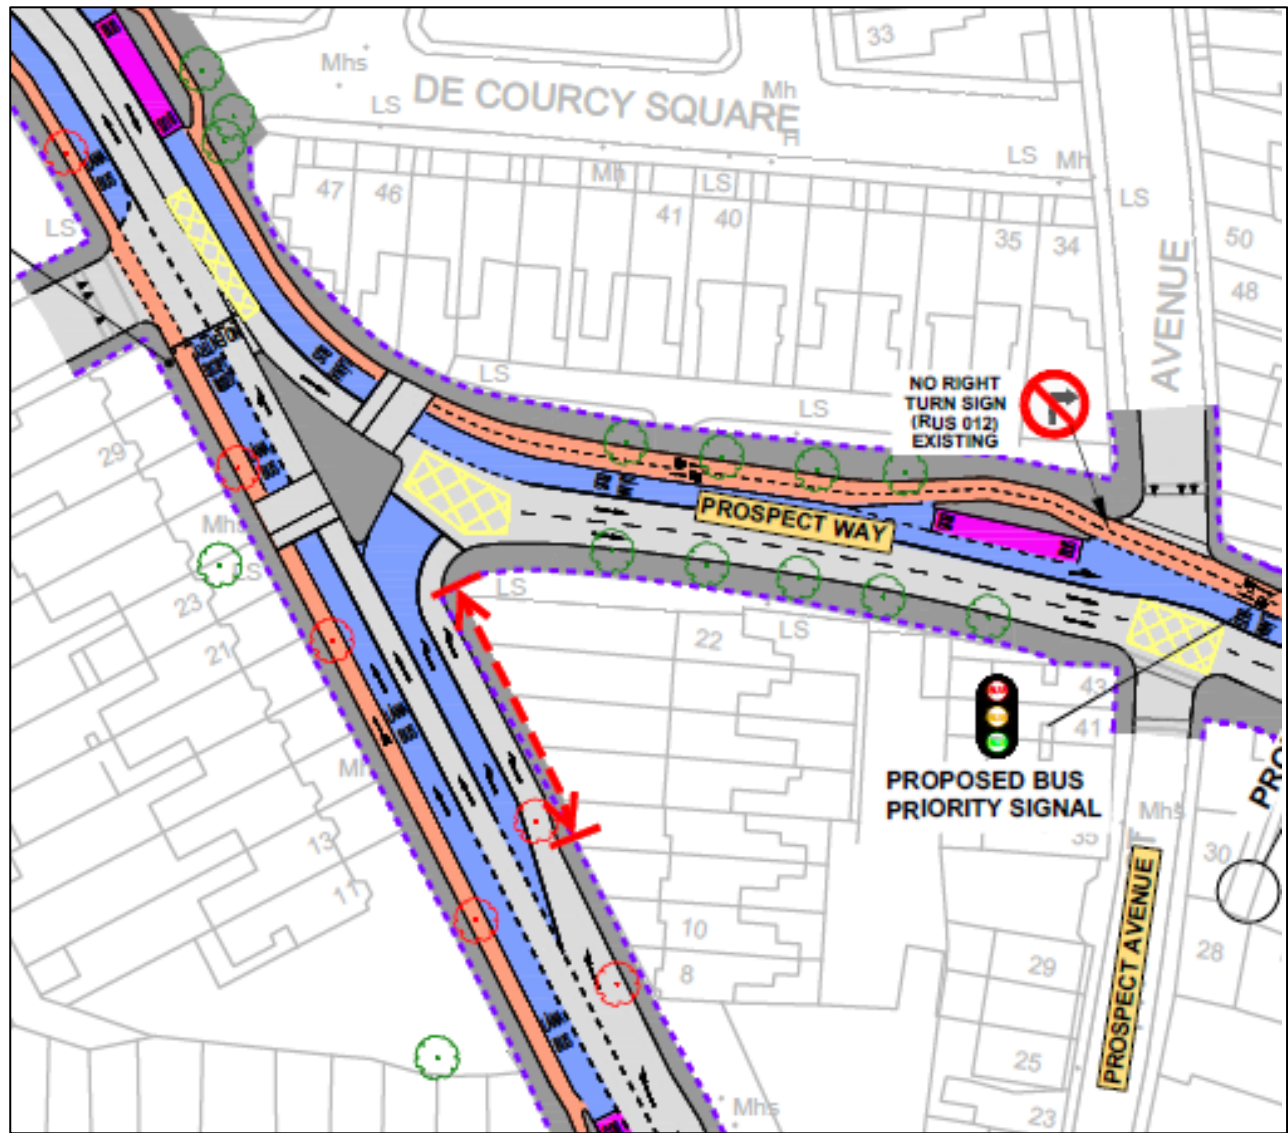 33
Mhs
Mh
LS
DE COURCY SQUARE
H
LS
Mh
LS
47
46
Mh
LS
41
40
35
34
50
48
LS
AVENUE
LS
NO RIGHT
TURN SIGN
(RUS 012)
EXISTING
LS
29
PROSPECT WAY
Mhs
LS
23
LS
21
22
LS
43
41
PROPOSED BUS
PRIORITY SIGNAL
Mhs
35
30
13
11
10
8
PROSPECT AVENUE
29
28
25
23
Mhs